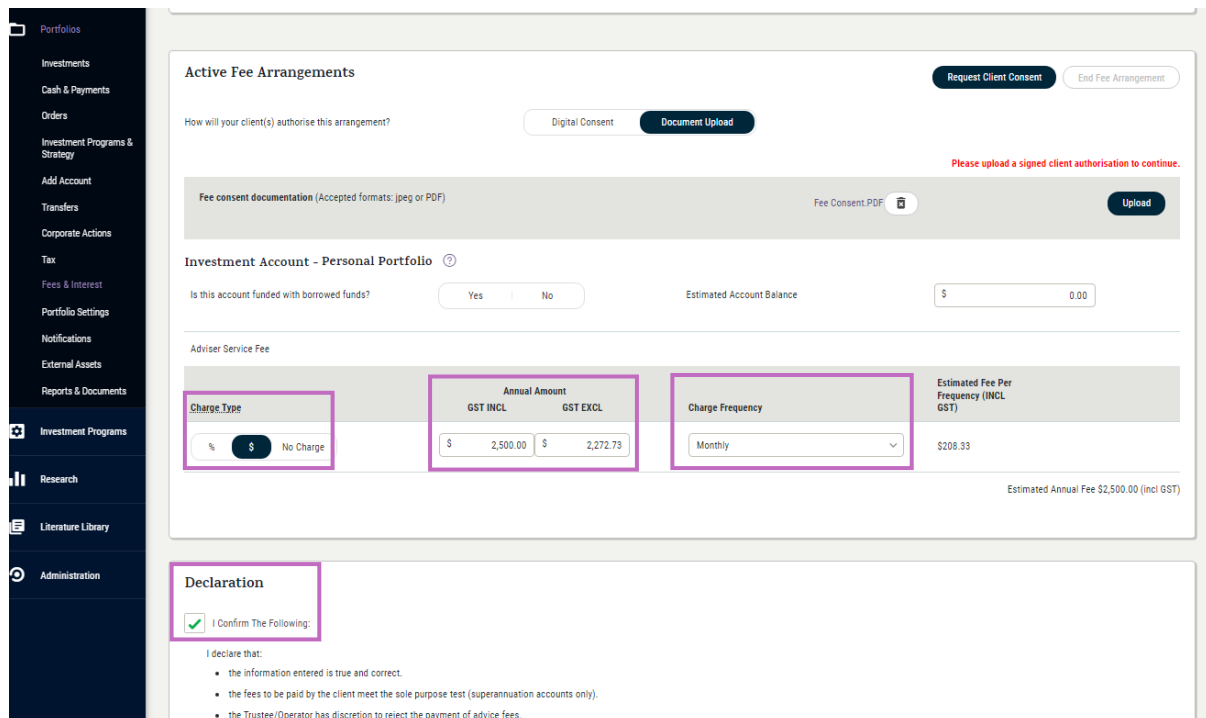 Portfolios
Investments
Cash & Payments
Orders
Investment Programs &
Strategy
Add Account
Transfers
Corporate Actions
Tax
Fees & Interest
Portfolio Settings
Notifications
External Assets
Reports & Documents
Investment Programs
Research
Literature Library
Administration
Active Fee Arrangements
Request Client Consent
End Fee Arrangement
How will your client(s) authorise this arrangement?
Digital Consent
Document Upload
Please upload a signed client authorisation to continue.
Fee consent documentation (Accepted formats: jpeg or PDF)
Fee Consent.PDF
Upload
Investment Account - Personal Portfolio ?
Is this account funded with borrowed funds?
Yes
No
Estimated Account Balance
$ 0.00
Adviser Service Fee
Charge Type
Annual Amount
GST INCL GST EXCL
Charge Frequency
Estimated Fee Per
Frequency (INCL
GST)
% $ No Charge
$ 2,500.00 $ 2,272.73
Monthly
$208.33
Estimated Annual Fee $2,500.00 (incl GST)
Declaration
I Confirm The Following:
I declare that:
• the information entered is true and correct.
• the fees to be paid by the client meet the sole purpose test (superannuation accounts only).
• the Trustee/Operator has discretion to reject the payment of advice fees.